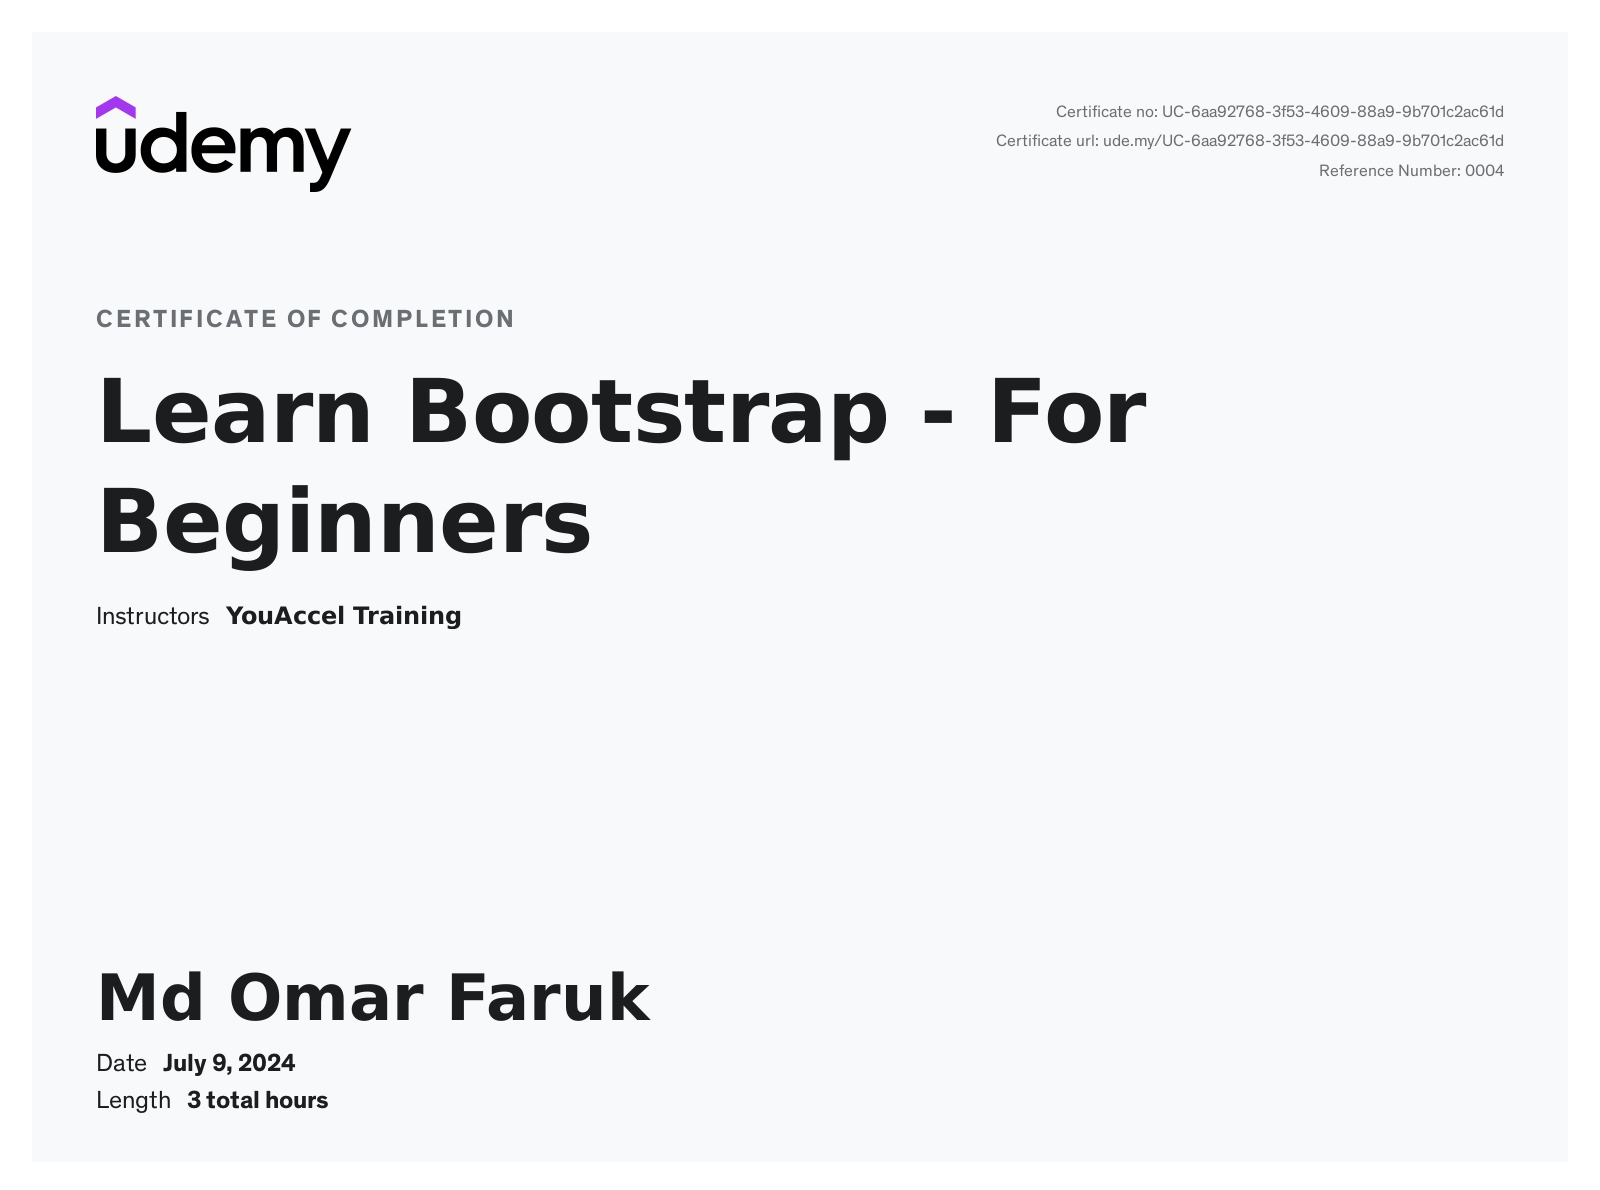 udemy
Certificate no: UC-6aa92768-3f53-4609-88a9-9b701c2ac61d
Certificate url: ude.my/UC-6aa92768-3f53-4609-88a9-9b701c2ac61d
Reference Number: 0004
CERTIFICATE OF COMPLETION
Learn Bootstrap - For
Beginners
Instructors YouAccel Training
Md Omar Faruk
Date July 9, 2024
Length 3 total hours